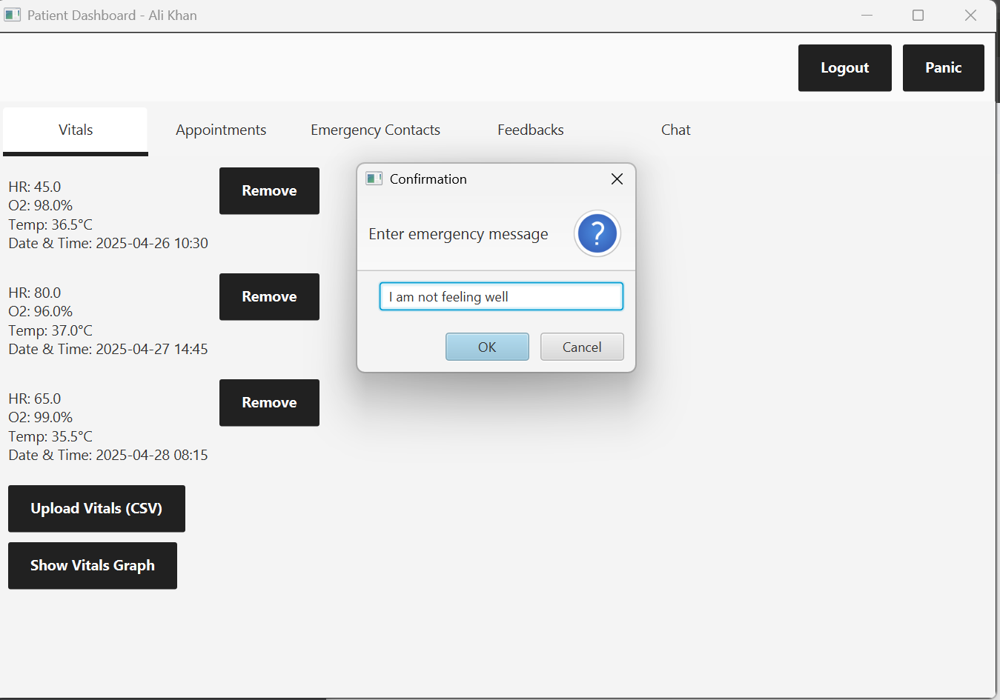 Patient Dashboard - Ali Khan
Logout
Panic
Vitals
Appointments
Emergency Contacts
Feedbacks
Chat
HR: 45.0
O2: 98.0%
Temp: 36.5°C
Date & Time: 2025-04-26 10:30
Remove
HR: 80.0
O2: 96.0%
Temp: 37.0°C
Date & Time: 2025-04-27 14:45
Remove
HR: 65.0
O2: 99.0%
Temp: 35.5°C
Date & Time: 2025-04-28 08:15
Remove
Upload Vitals (CSV)
Show Vitals Graph
Confirmation
Enter emergency message
?
I am not feeling well
OK
Cancel